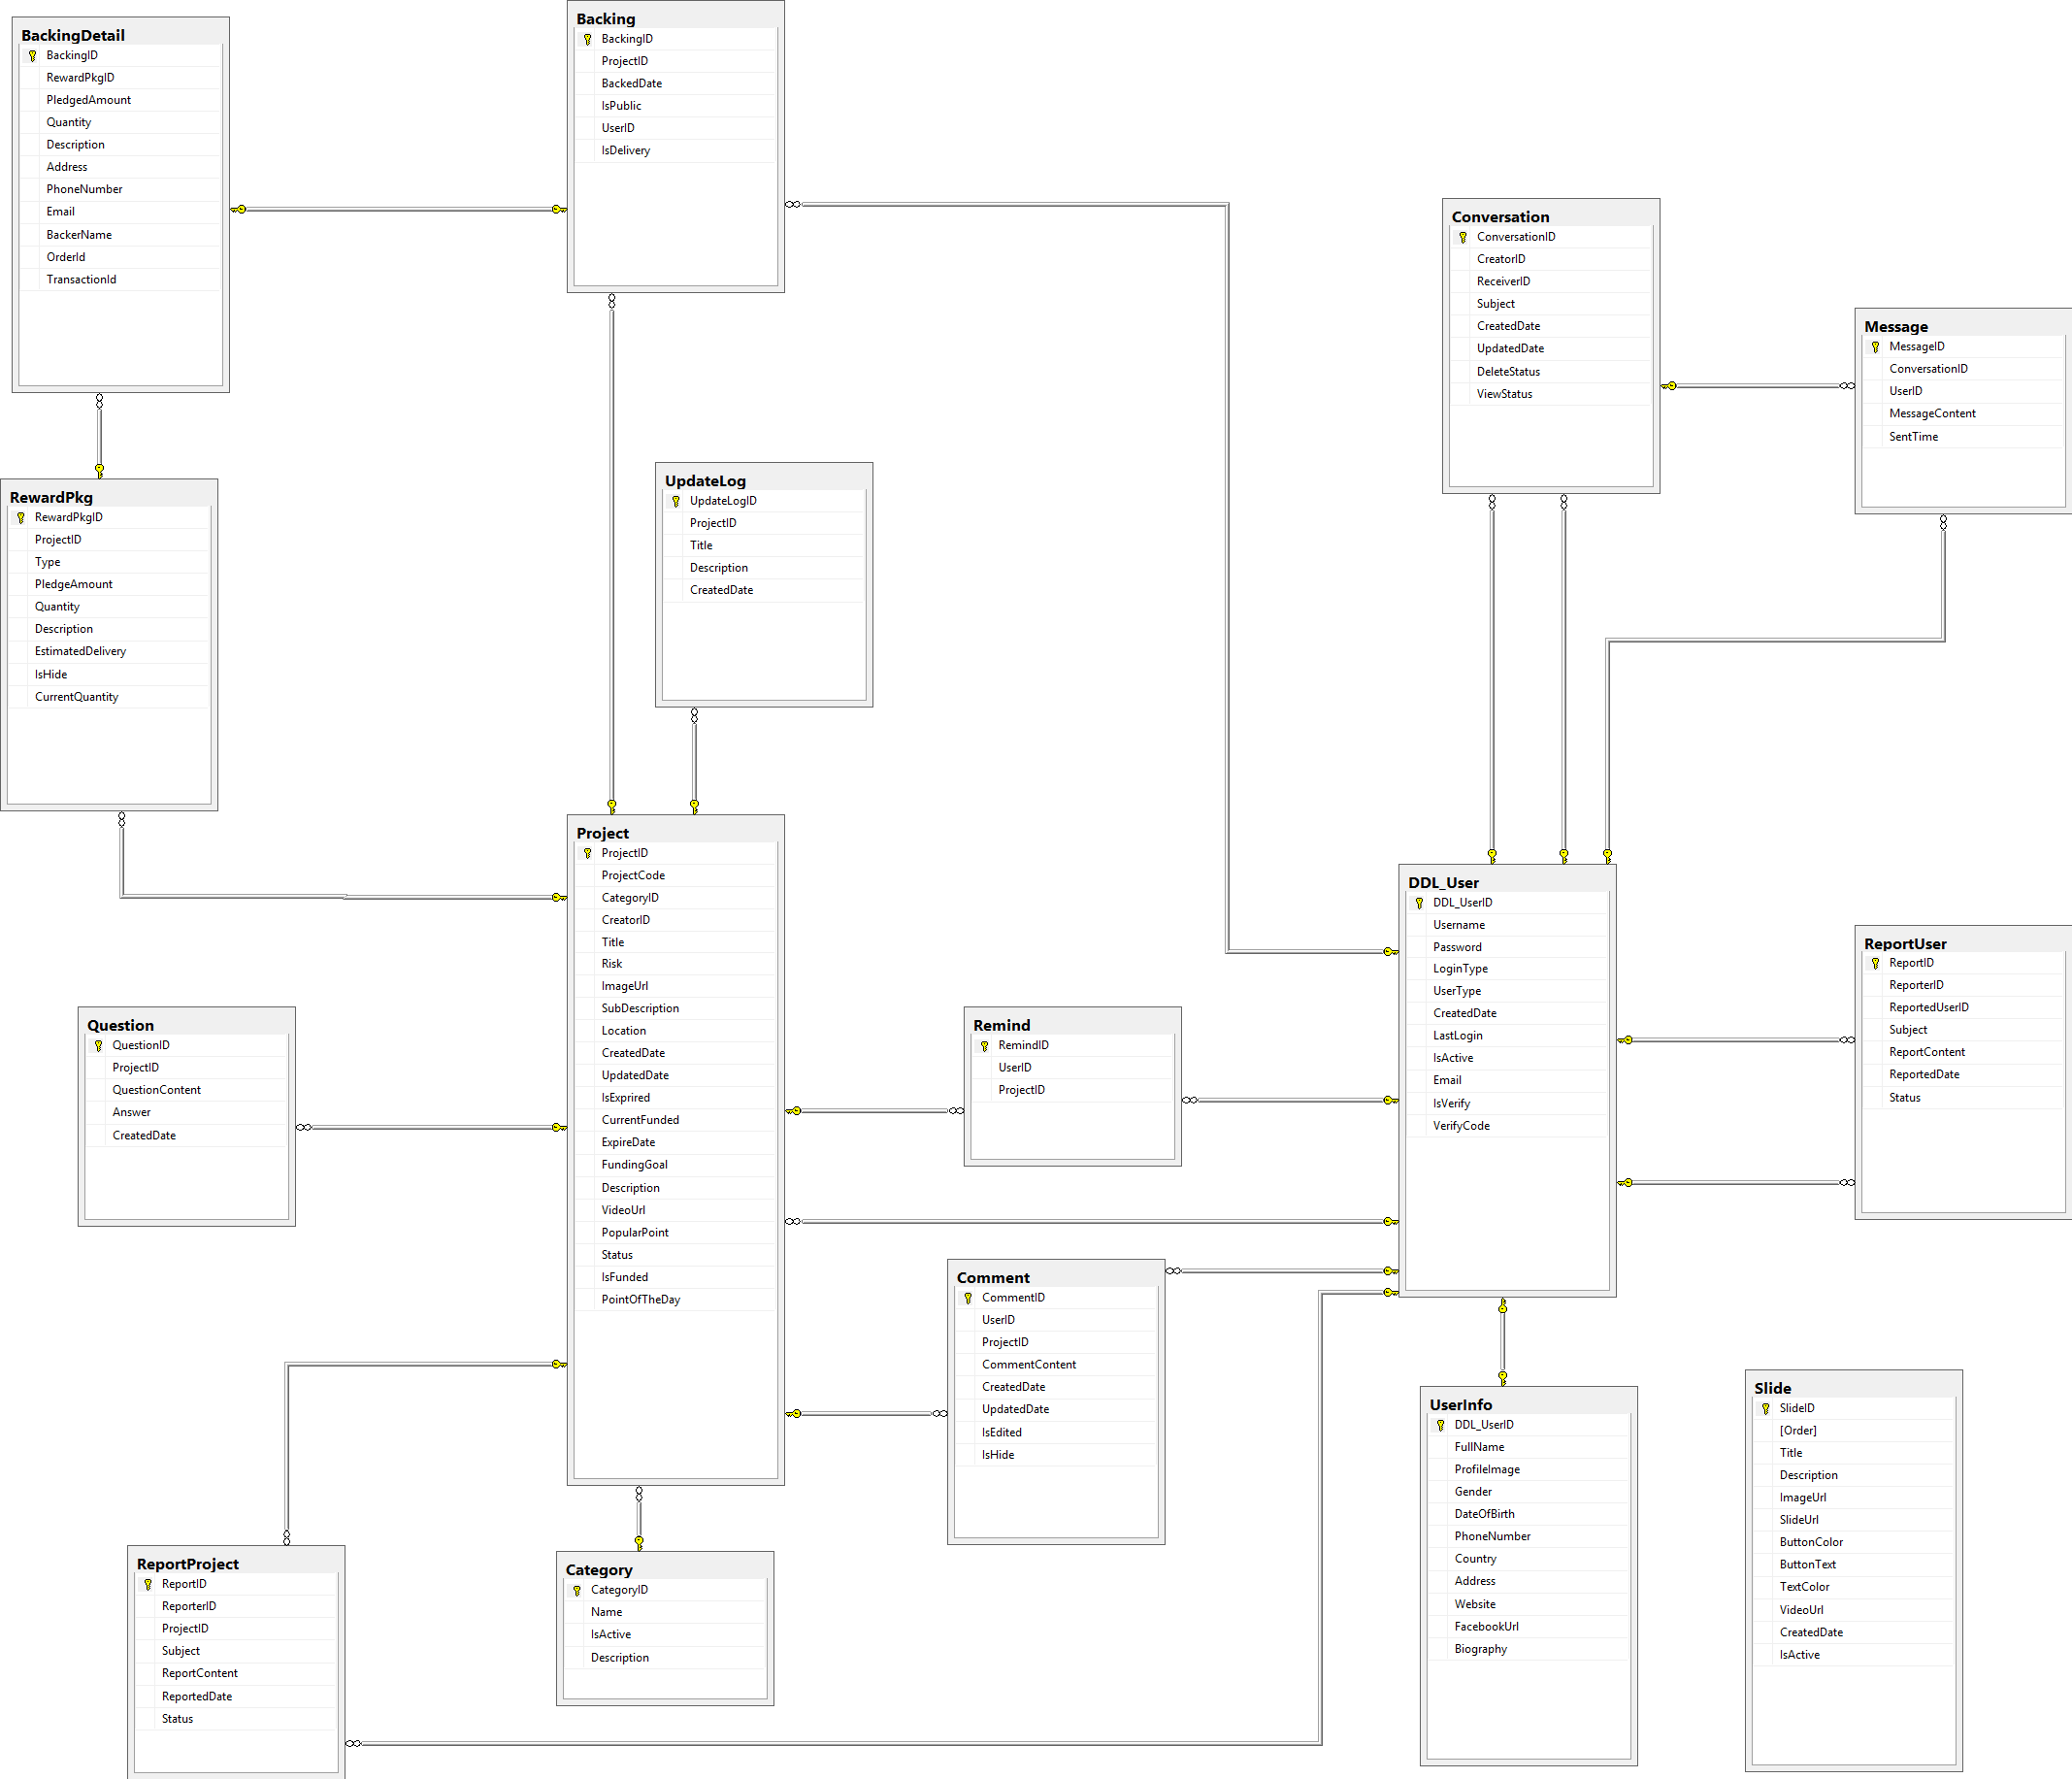 BackingDetail
BackingID
RewardPkgID
PledgedAmount
Quantity
Description
Address
PhoneNumber
Email
BackerName
OrderId
TransactionId
Backing
BackingID
ProjectID
BackedDate
IsPublic
UserID
IsDelivery
Conversation
ConversationID
CreatorID
ReceiverID
Subject
CreatedDate
UpdatedDate
DeleteStatus
ViewStatus
Message
MessageID
ConversationID
UserID
MessageContent
SentTime
RewardPkg
RewardPkgID
ProjectID
Type
PledgeAmount
Quantity
Description
EstimatedDelivery
IsHide
CurrentQuantity
UpdateLog
UpdateLogID
ProjectID
Title
Description
CreatedDate
Project
ProjectID
ProjectCode
CategoryID
CreatorID
Title
Risk
ImageUrl
SubDescription
Location
CreatedDate
UpdatedDate
IsExprired
CurrentFunded
ExpireDate
FundingGoal
Description
VideoUrl
PopularPoint
Status
IsFunded
PointOfTheDay
DDL_User
DDL_UserID
Username
Password
LoginType
UserType
CreatedDate
LastLogin
IsActive
Email
IsVerify
VerifyCode
ReportUser
ReportID
ReporterID
ReportedUserID
Subject
ReportContent
ReportedDate
Status
Question
QuestionID
ProjectID
QuestionContent
Answer
CreatedDate
Remind
RemindID
UserID
ProjectID
Comment
CommentID
UserID
ProjectID
CommentContent
CreatedDate
UpdatedDate
IsEdited
IsHide
UserInfo
DDL_UserID
FullName
ProfileImage
Gender
DateOfBirth
PhoneNumber
Country
Address
Website
FacebookUrl
Biography
Slide
SlideID
[Order]
Title
Description
ImageUrl
SlideUrl
ButtonColor
ButtonText
TextColor
VideoUrl
CreatedDate
IsActive
ReportProject
ReportID
ReporterID
ProjectID
Subject
ReportContent
ReportedDate
Status
Category
CategoryID
Name
IsActive
Description